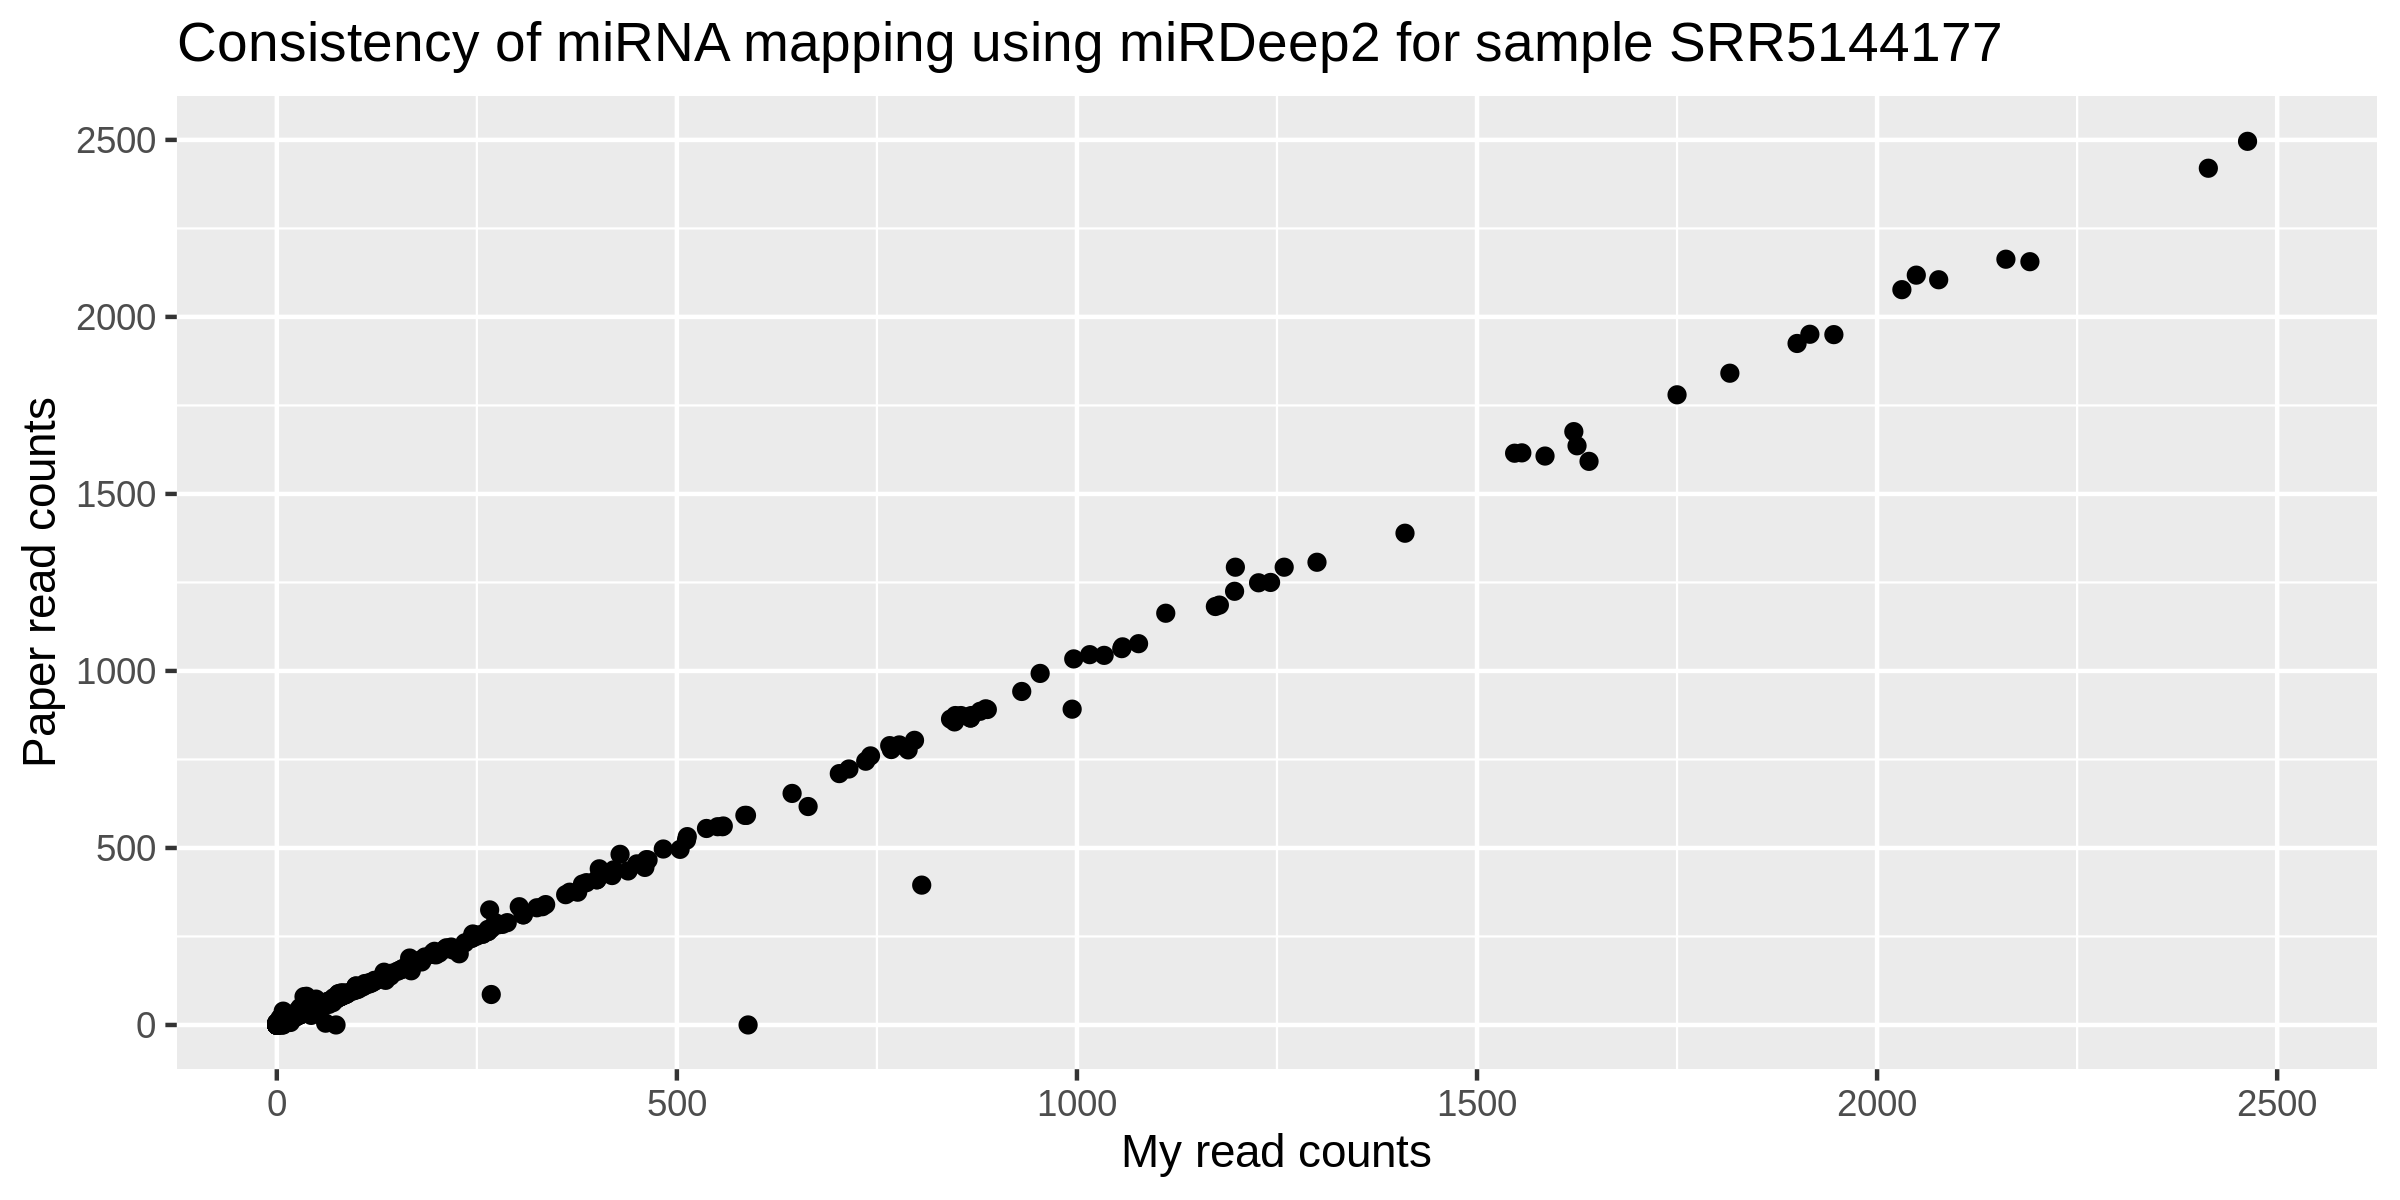 Consistency of miRNA mapping using miRDeep2 for sample SRR5144177
2500
2000
1500
1000
500
0
Paper read counts
0 500 1000 1500 2000 2500
My read counts